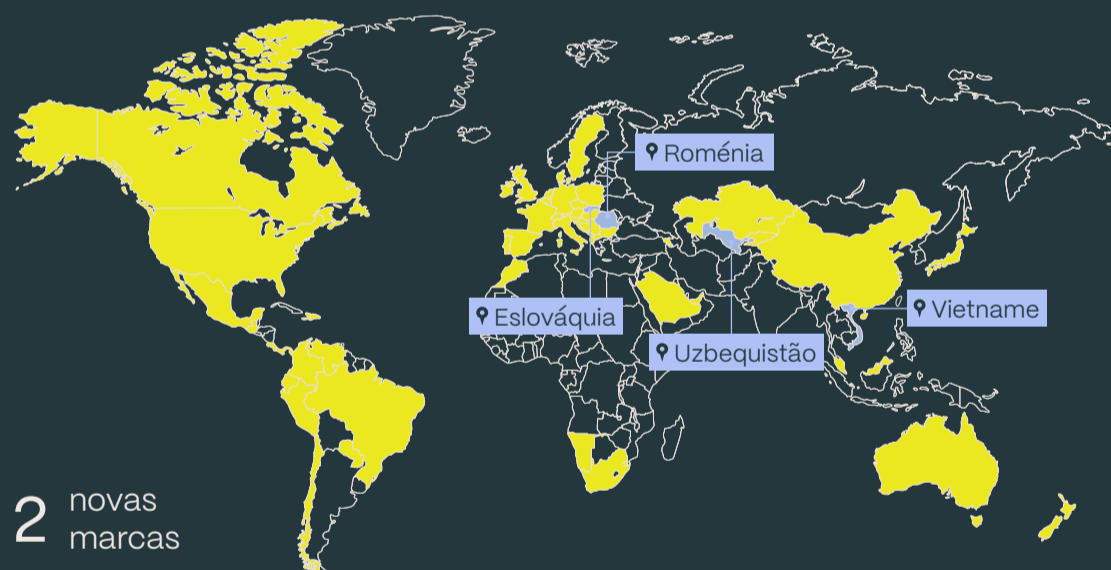 Roménia
Eslováquia
Vietname
Uzbequistão
2 novas
marcas